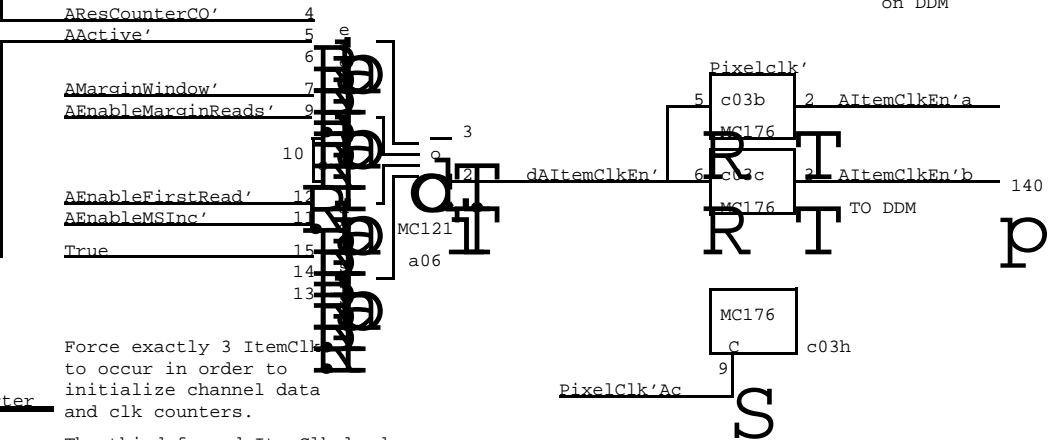 on DDM
AResCounterCO' 4
AActive' 5
e
6
Pixelclk'
AMarginWindow' 7
5 c03b 2 AItemClkEn'a
AEnableMarginReads' 9
MC176
3
R T
10
o
d
2 dAItemClkEn' 6 c03c 3 AItemClkEn'b
140
AEnableFirstRead' 12
MC176 TO DDM
AEnableMSInc' 11
MC121
R T
p
True 15
a06
14
13
MC176
Force exactly 3 ItemClk
C c03h
to occur in order to
9
initialize channel data
PixelClk'Ac
ter
and clk counters.
S